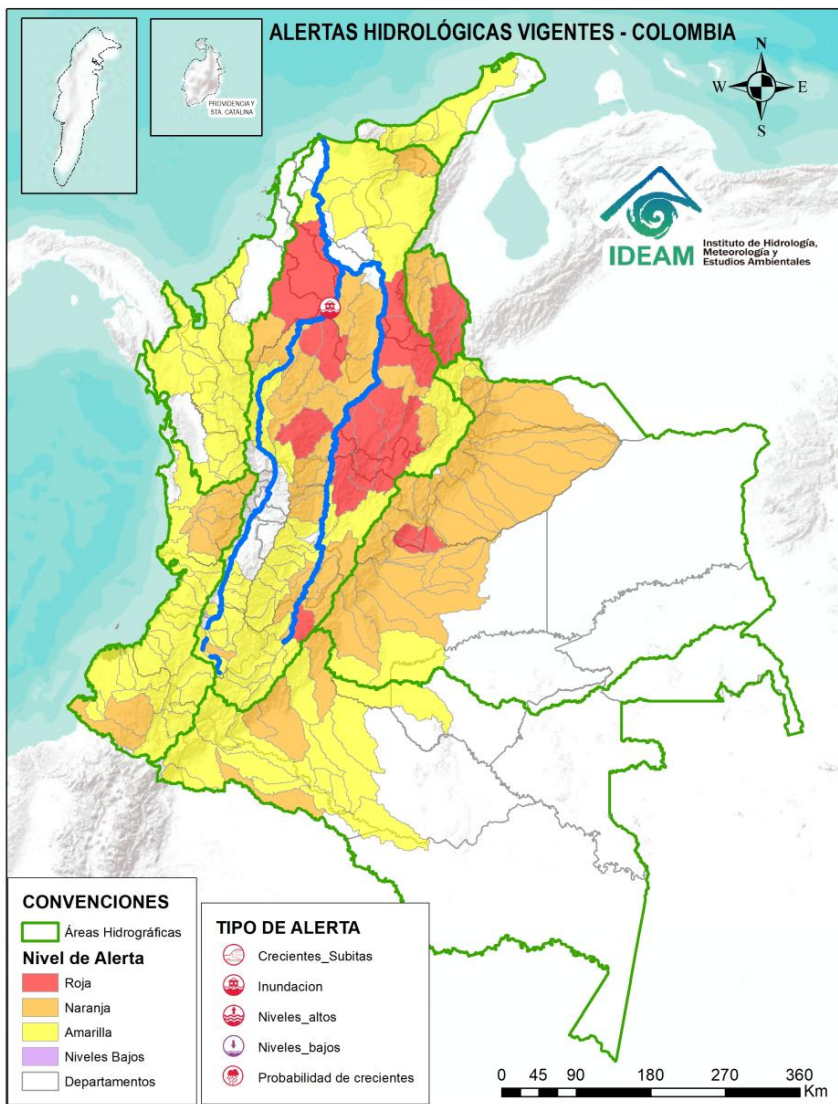 ALERTAS HIDROLÓGICAS VIGENTES - COLOMBIA
PROVIDENCIA Y
STA. CATALINA
N
W E
S
IDEAM
Instituto de Hidrología,
Meteorología y
Estudios Ambientales
CONVENCIONES
Áreas Hidrográficas
Nivel de Alerta
Roja
Naranja
Amarilla
Niveles Bajos
Departamentos
TIPO DE ALERTA
Crecientes_Subitas
Inundacion
Niveles_altos
Niveles_bajos
Probabilidad de crecientes
0 45 90 180 270 360
Km